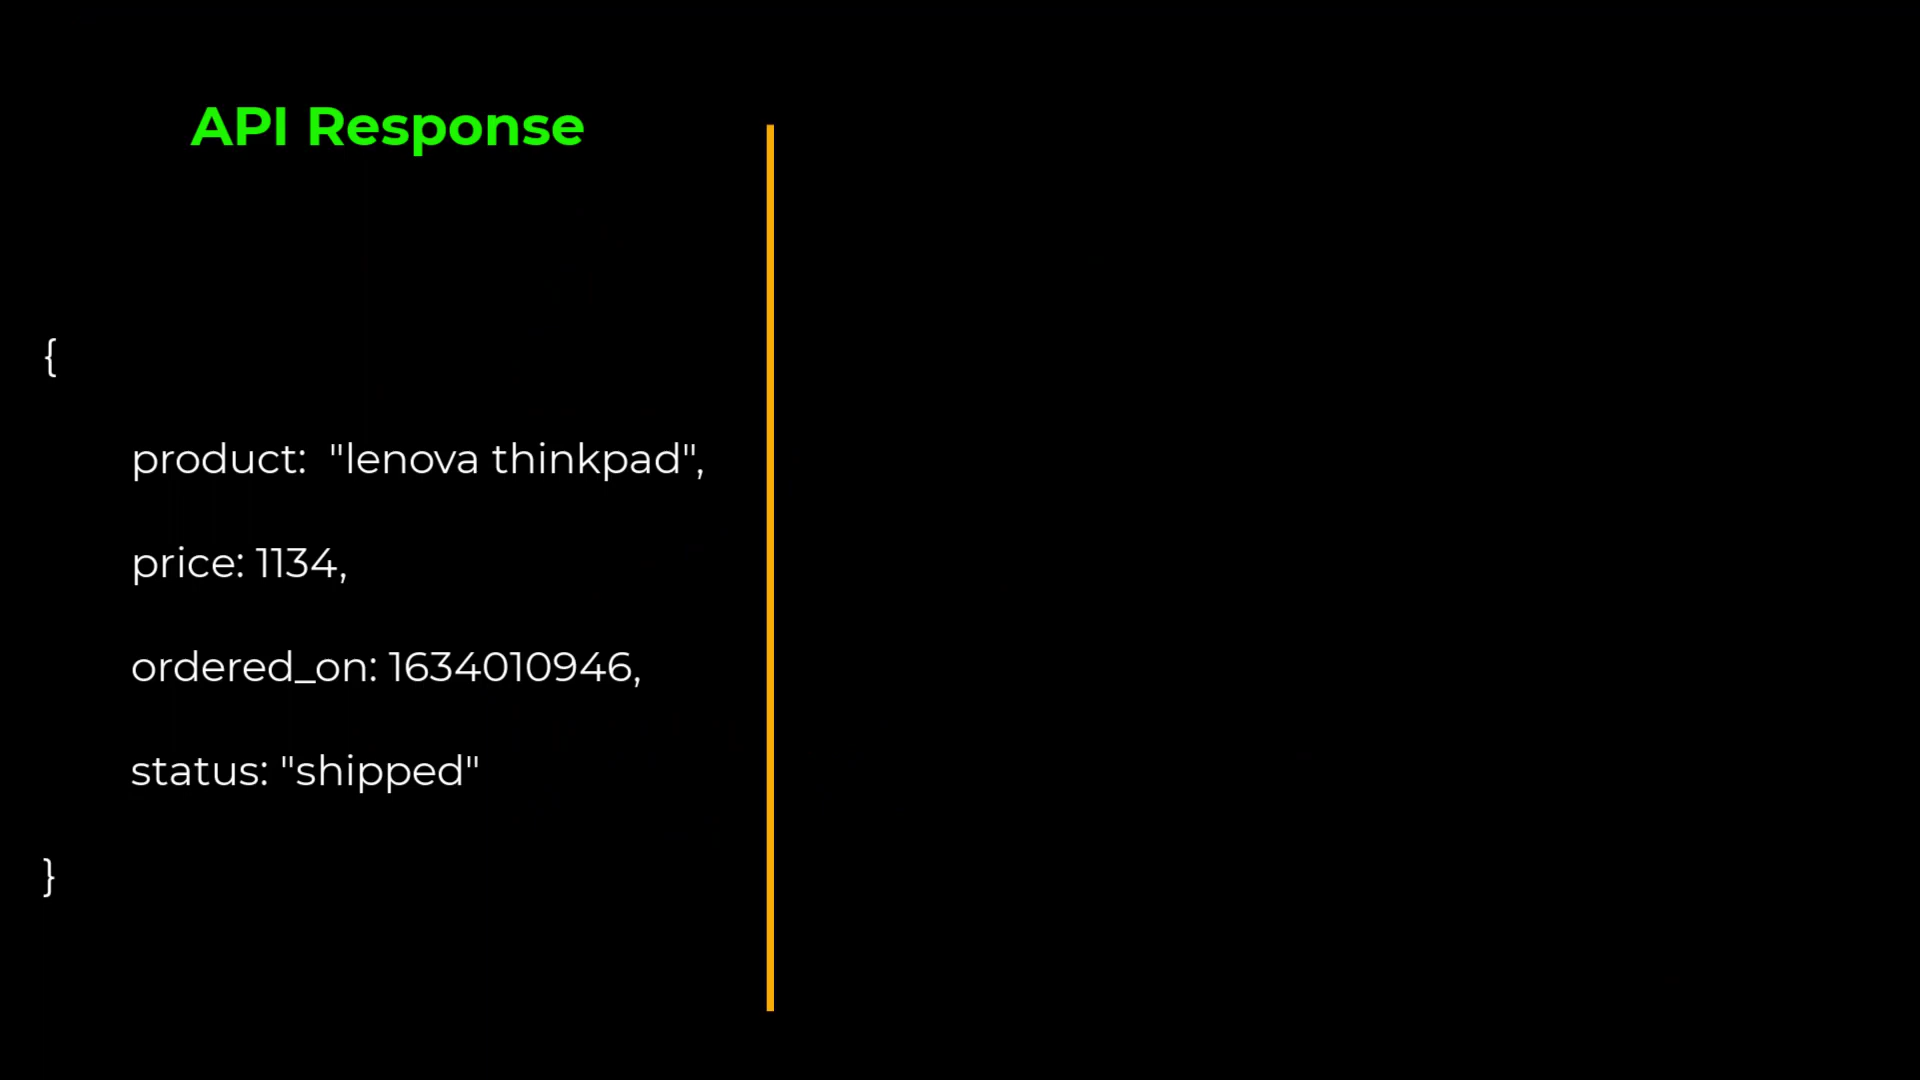 API Response
{
product: "lenova thinkpad",
price: 1134,
ordered_on: 1634010946,
status: "shipped"
}